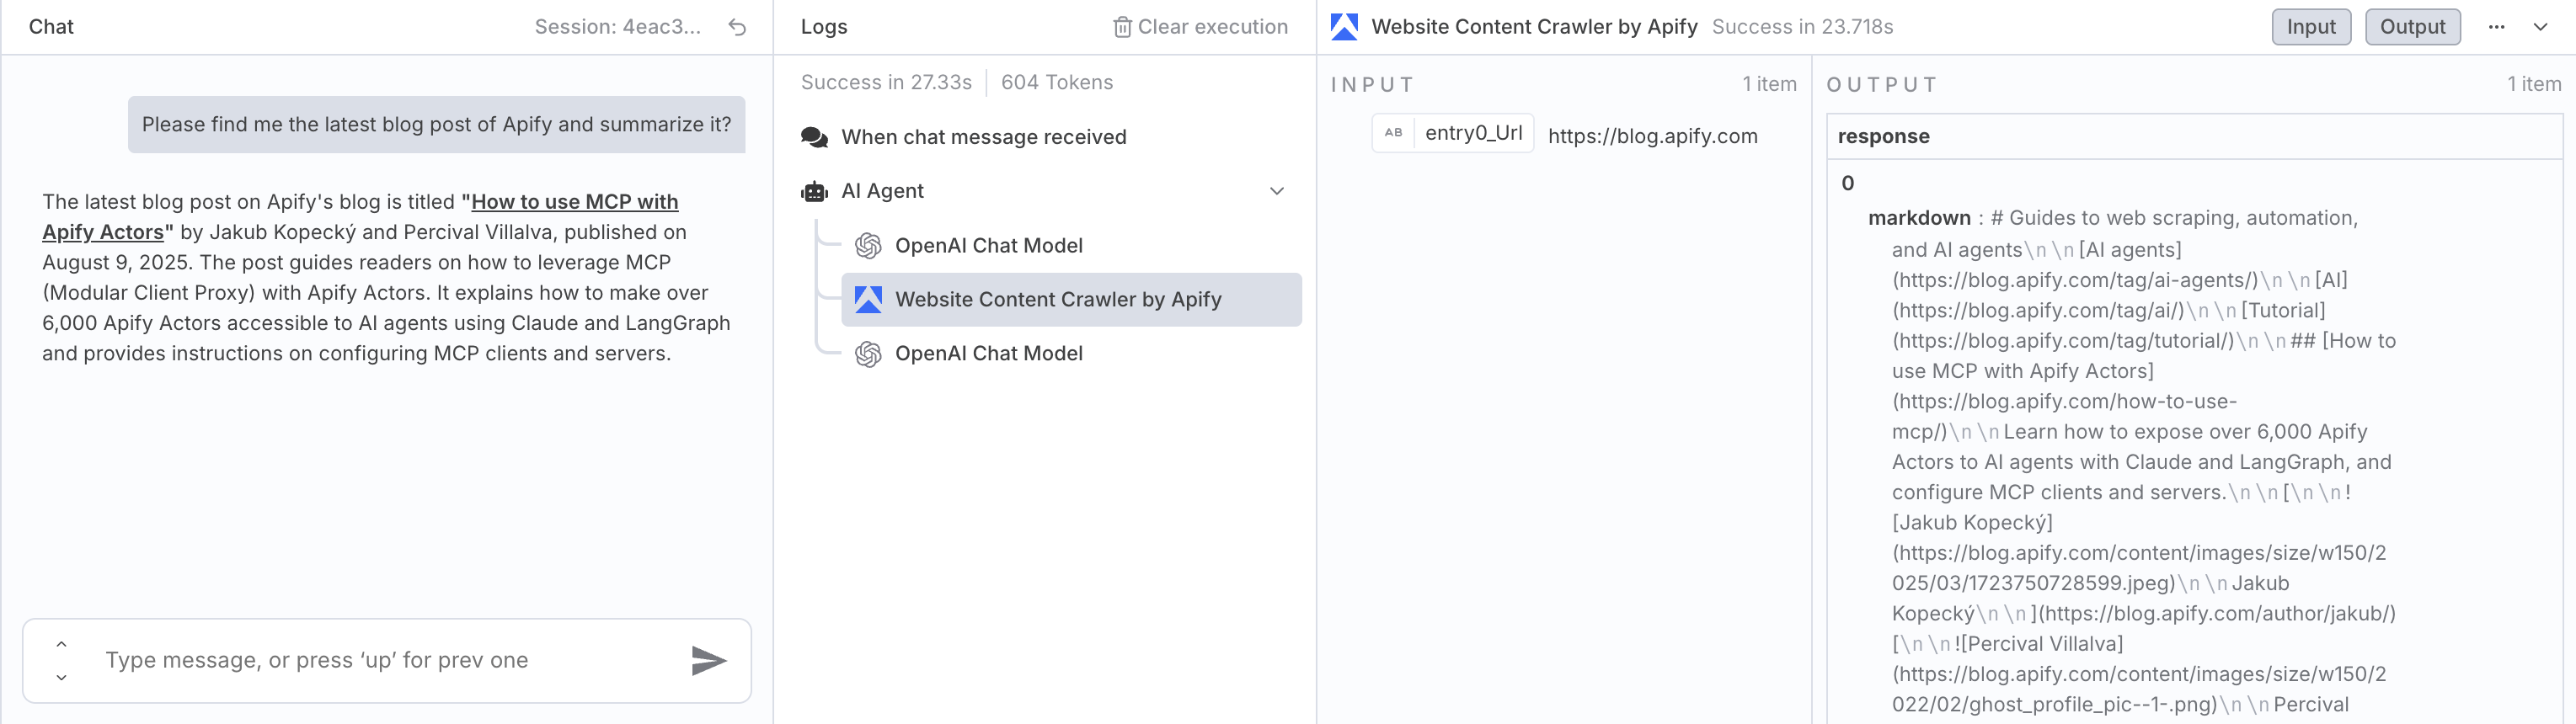 Chat
Session: 4eac3...
Please find me the latest blog post of Apify and summarize it?
The latest blog post on Apify's blog is titled "How to use MCP with
Apify Actors" by Jakub Kopecký and Percival Villalva, published on
August 9, 2025. The post guides readers on how to leverage MCP
(Modular Client Proxy) with Apify Actors. It explains how to make over
6,000 Apify Actors accessible to AI agents using Claude and LangGraph
and provides instructions on configuring MCP clients and servers.
Type message, or press ‘up’ for prev one
Logs
Clear execution
Success in 27.33s
604 Tokens
When chat message received
AI Agent
OpenAI Chat Model
Website Content Crawler by Apify
OpenAI Chat Model
Website Content Crawler by Apify
Success in 23.718s
Input
Output
...
INPUT
1 item
AB
entry0_Url
https://blog.apify.com
OUTPUT
1 item
response
0
markdown : # Guides to web scraping, automation,
and AI agents\n\n[AI agents]
(https://blog.apify.com/tag/ai-agents/)\n\n[AI]
(https://blog.apify.com/tag/ai/)\n\n[Tutorial]
(https://blog.apify.com/tag/tutorial/)\n\n## [How to
use MCP with Apify Actors]
(https://blog.apify.com/how-to-use-
mcp/)\n\nLearn how to expose over 6,000 Apify
Actors to AI agents with Claude and LangGraph, and
configure MCP clients and servers.\n\n[\n\n!
[Jakub Kopecký]
(https://blog.apify.com/content/images/size/w150/2
025/03/1723750728599.jpeg)\n\nJakub
Kopecký\n\n](https://blog.apify.com/author/jakub/)
[\n\n![Percival Villalva]
(https://blog.apify.com/content/images/size/w150/2
022/02/ghost_profile_pic--1-.png)\n\nPercival